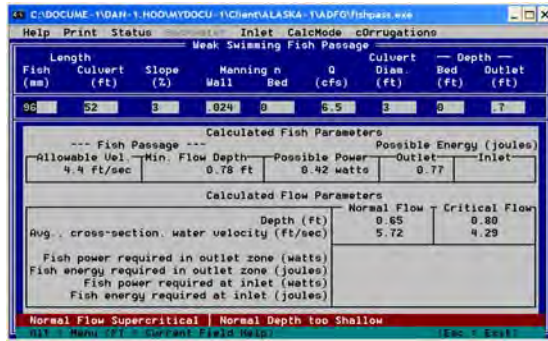 C:\DOCUME~1\DAN~1.HOO\MYDOCU~1\Client\ALASKA~1\ADFG\fishpass.exe
Help Print Status Inlet CalcMode cOrrugations
Weak Swimming Fish Passage
Length Culvert — Depth —
Fish Culvert Slope Manning n Q Diam. Bed Outlet
(mm) (ft) (%) Wall Bed (cfs) (ft) (ft) (ft)
96 52 3 .024 0 6.5 3 0 .7
Calculated Fish Parameters
--- Fish Passage --- Possible Energy (joules)
Allowable Vel. Min. Flow Depth Possible Power Outlet Inlet
4.4 ft/sec 0.78 ft 0.42 watts 0.77
Calculated Flow Parameters
Normal Flow Critical Flow
Depth (ft) 0.65 0.80
Avg., cross-section, water velocity (ft/sec) 5.72 4.29
Fish power required in outlet zone (watts)
Fish energy required in outlet zone (joules)
Fish power required at inlet (watts)
Fish energy required at inlet (joules)
Normal Flow Supercritical | Normal Depth too Shallow
Alt = Menu (F1 = Current Field Help) (Esc = Exit)